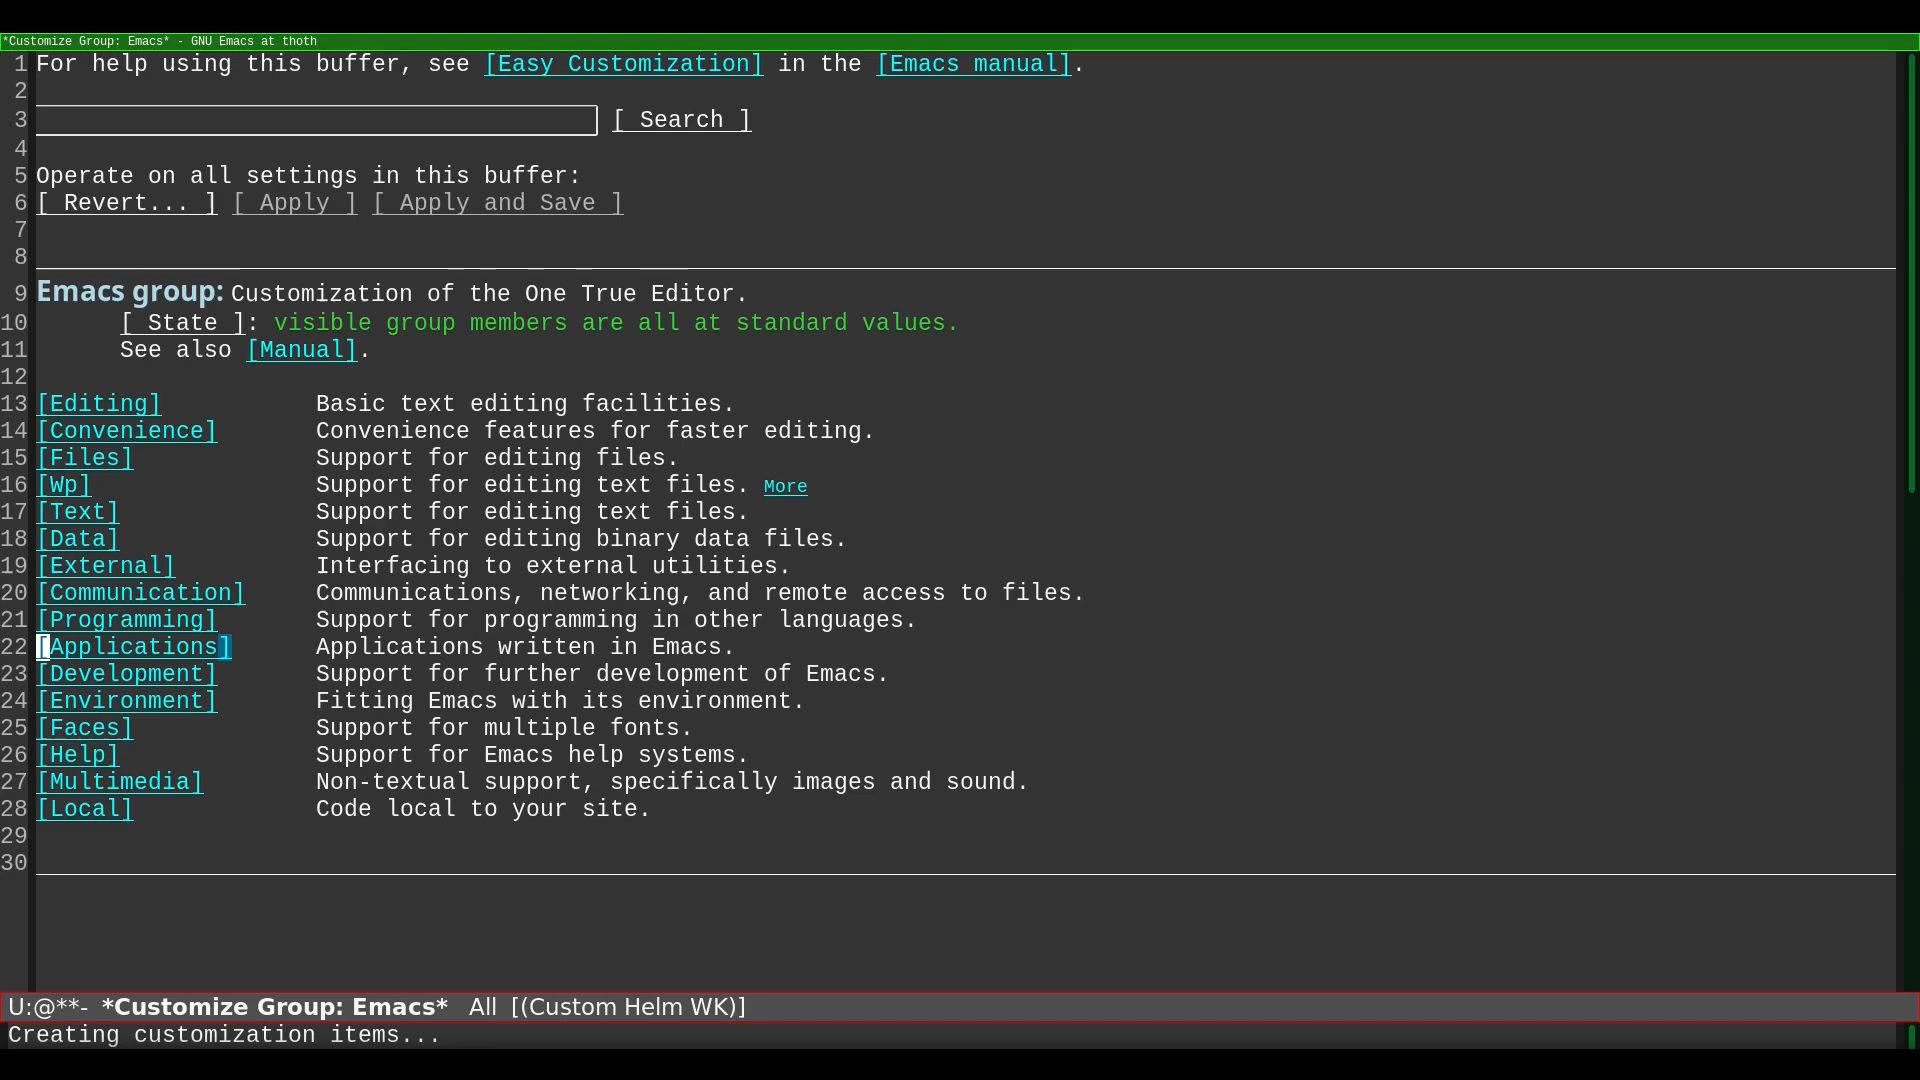 *Customize Group: Emacs* - GNU Emacs at thoth
1 For help using this buffer, see [Easy Customization] in the [Emacs manual].
2
3 [ Search ]
4
5 Operate on all settings in this buffer:
6 [ Revert... ] [ Apply ] [ Apply and Save ]
7
8
9 Emacs group: Customization of the One True Editor.
10 [ State ]: visible group members are all at standard values.
11 See also [Manual].
12
13 [Editing] Basic text editing facilities.
14 [Convenience] Convenience features for faster editing.
15 [Files] Support for editing files.
16 [Wp] Support for editing text files. More
17 [Text] Support for editing text files.
18 [Data] Support for editing binary data files.
19 [External] Interfacing to external utilities.
20 [Communication] Communications, networking, and remote access to files.
21 [Programming] Support for programming in other languages.
22 [Applications] Applications written in Emacs.
23 [Development] Support for further development of Emacs.
24 [Environment] Fitting Emacs with its environment.
25 [Faces] Support for multiple fonts.
26 [Help] Support for Emacs help systems.
27 [Multimedia] Non-textual support, specifically images and sound.
28 [Local] Code local to your site.
29
30
U:@**- *Customize Group: Emacs* All [(Custom Helm WK)]
Creating customization items...